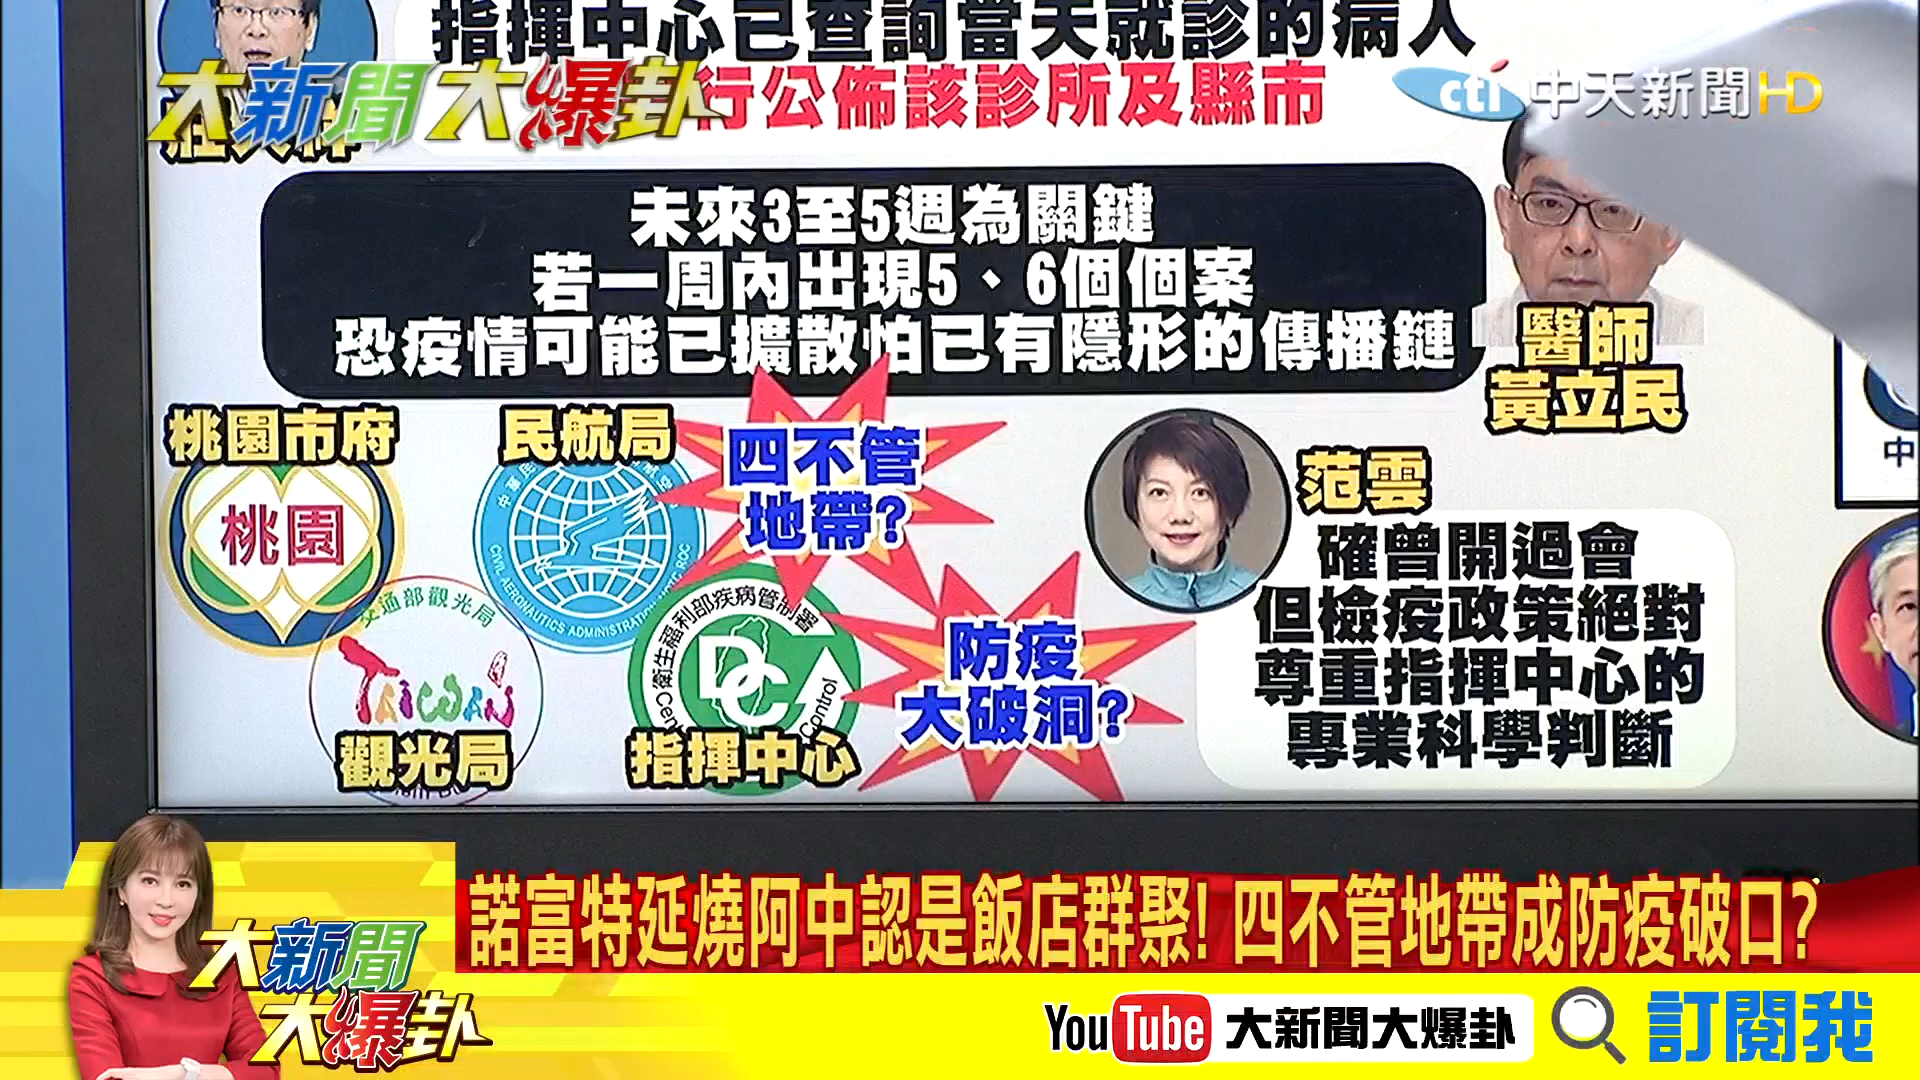 指揮中心已查詢當天就診的病人
行公佈該診所及縣市
大新聞大爆卦
cti 中天新聞HD
未來3至5週為關鍵
若一周內出現5、6個個案
恐疫情可能已擴散怕已有隱形的傳播鏈
醫師
黃立民
桃園市府
桃園
民航局
CIVIL AERONAUTICS ADMINISTRATION
四不管
地帶?
交通部觀光局
TAIWAN
觀光局
衛生福利部疾病管制署
DC
Control
指揮中心
防疫
大破洞?
范雲
確曾開過會
但檢疫政策絕對
尊重指揮中心的
專業科學判斷
中
諾富特延燒阿中認是飯店群聚! 四不管地帶成防疫破口?
大新聞
大爆卦
YouTube 大新聞大爆卦 訂閱我